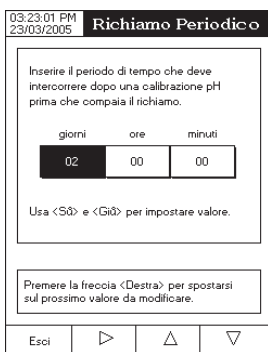 03:23:01 PM
23/03/2005
Richiamo Periodico
Inserire il periodo di tempo che deve
intercorrere dopo una calibrazione pH
prima che compaia il richiamo.
giorni ore minuti
02 00 00
Usa <Sâ> e <Giâ> per impostare valore.
Premere la freccia <Destra> per spostarsi
sul prossimo valore da modificare.
Esci